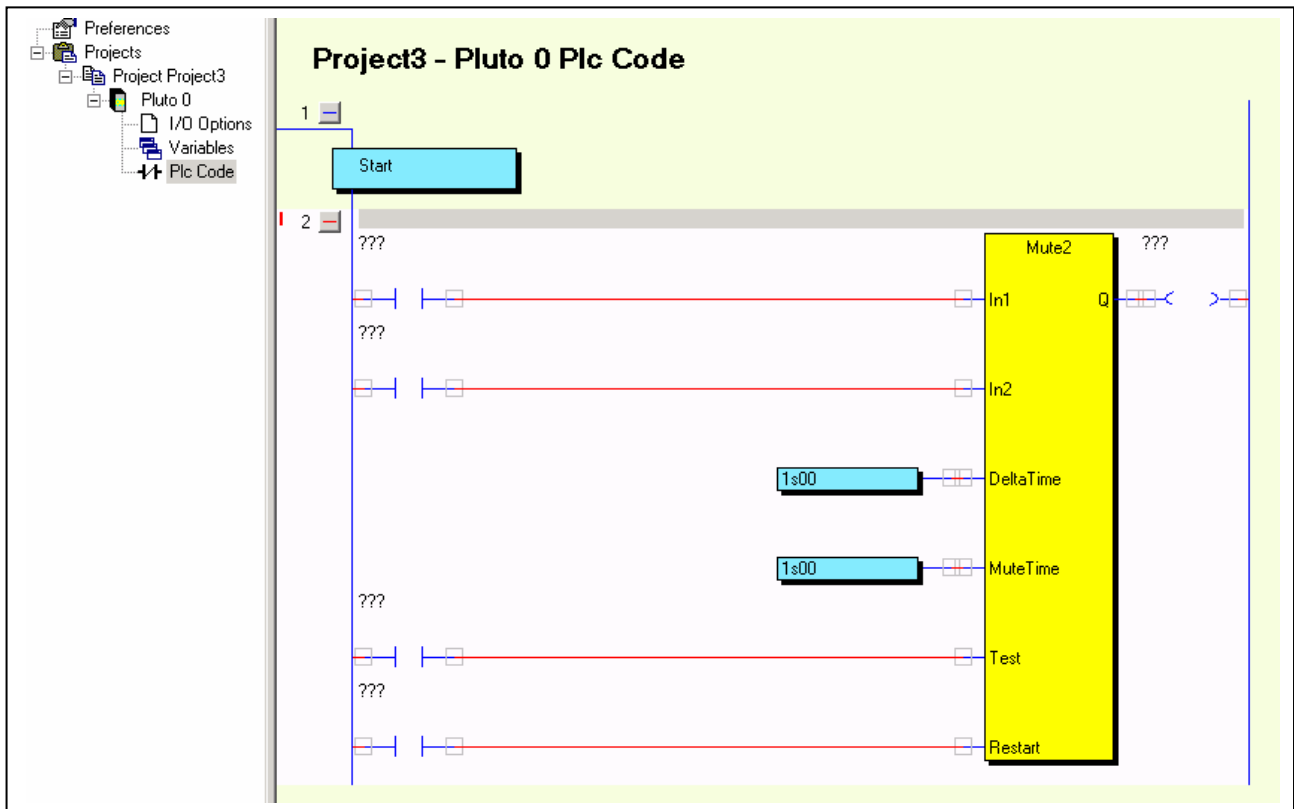 Preferences
Projects
Project Project3
Pluto 0
I/O Options
Variables
Plc Code
Project3 - Pluto 0 Plc Code
1
Start
2
??? Mute2 ???
In1 Q
???
In2
1s00 DeltaTime
1s00 MuteTime
???
Test
???
Restart